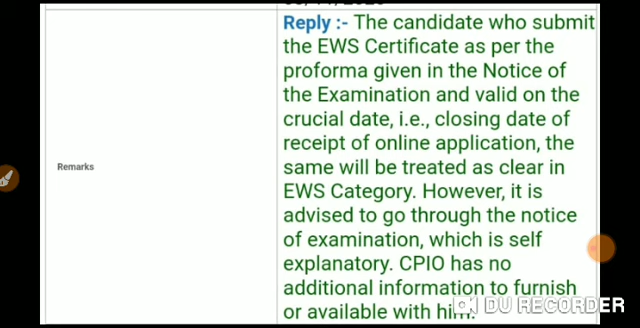 Reply :- The candidate who submit
the EWS Certificate as per the
proforma given in the Notice of
the Examination and valid on the
crucial date, i.e., closing date of
receipt of online application, the
Remarks
same will be treated as clear in
EWS Category. However, it is
advised to go through the notice
of examination, which is self
explanatory. CPIO has no
additional information to furnish
or available with him.
DU RECORDER